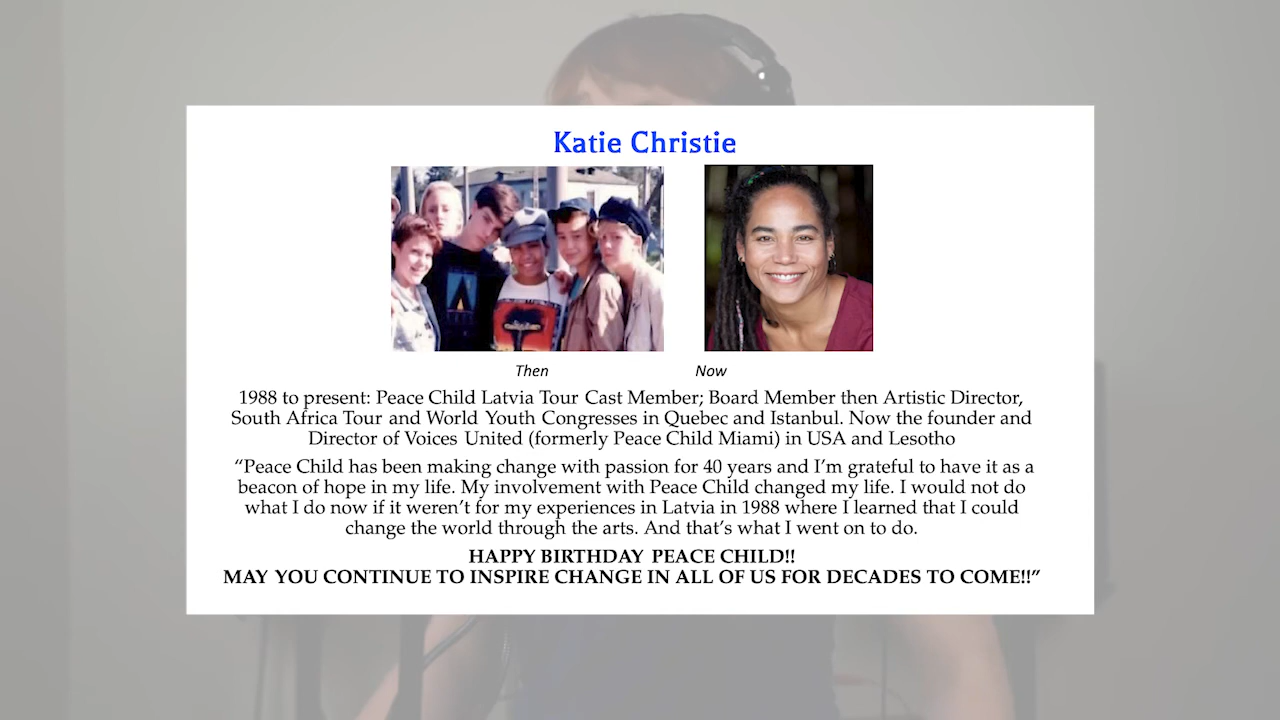 Katie Christie
Then
Now
1988 to present: Peace Child Latvia Tour Cast Member; Board Member then Artistic Director,
South Africa Tour and World Youth Congresses in Quebec and Istanbul. Now the founder and
Director of Voices United (formerly Peace Child Miami) in USA and Lesotho
“Peace Child has been making change with passion for 40 years and I’m grateful to have it as a
beacon of hope in my life. My involvement with Peace Child changed my life. I would not do
what I do now if it weren’t for my experiences in Latvia in 1988 where I learned that I could
change the world through the arts. And that’s what I went on to do.
HAPPY BIRTHDAY PEACE CHILD!!
MAY YOU CONTINUE TO INSPIRE CHANGE IN ALL OF US FOR DECADES TO COME!!”